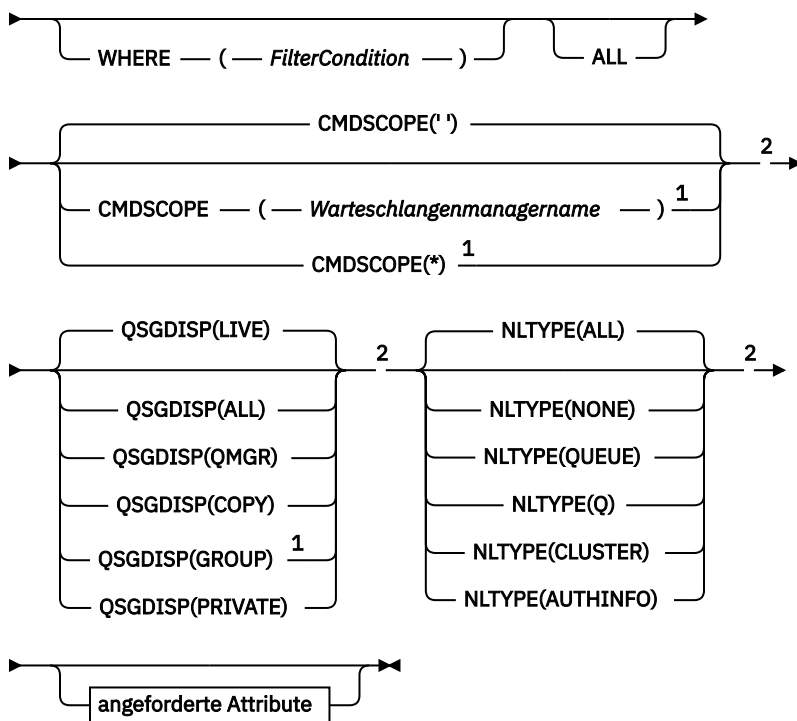 WHERE ( FilterCondition ) ALL
CMDSCOPE(' ')
2
CMDSCOPE ( Warteschlangenmanagername ) 1
CMDSCOPE(*) 1
QSGDISP(LIVE) NLTYPE(ALL)
2 2
QSGDISP(ALL) NLTYPE(NONE)
QSGDISP(QMGR) NLTYPE(QUEUE)
QSGDISP(COPY) NLTYPE(Q)
QSGDISP(GROUP) 1 NLTYPE(CLUSTER)
QSGDISP(PRIVATE) NLTYPE(AUTHINFO)
angeforderte Attribute